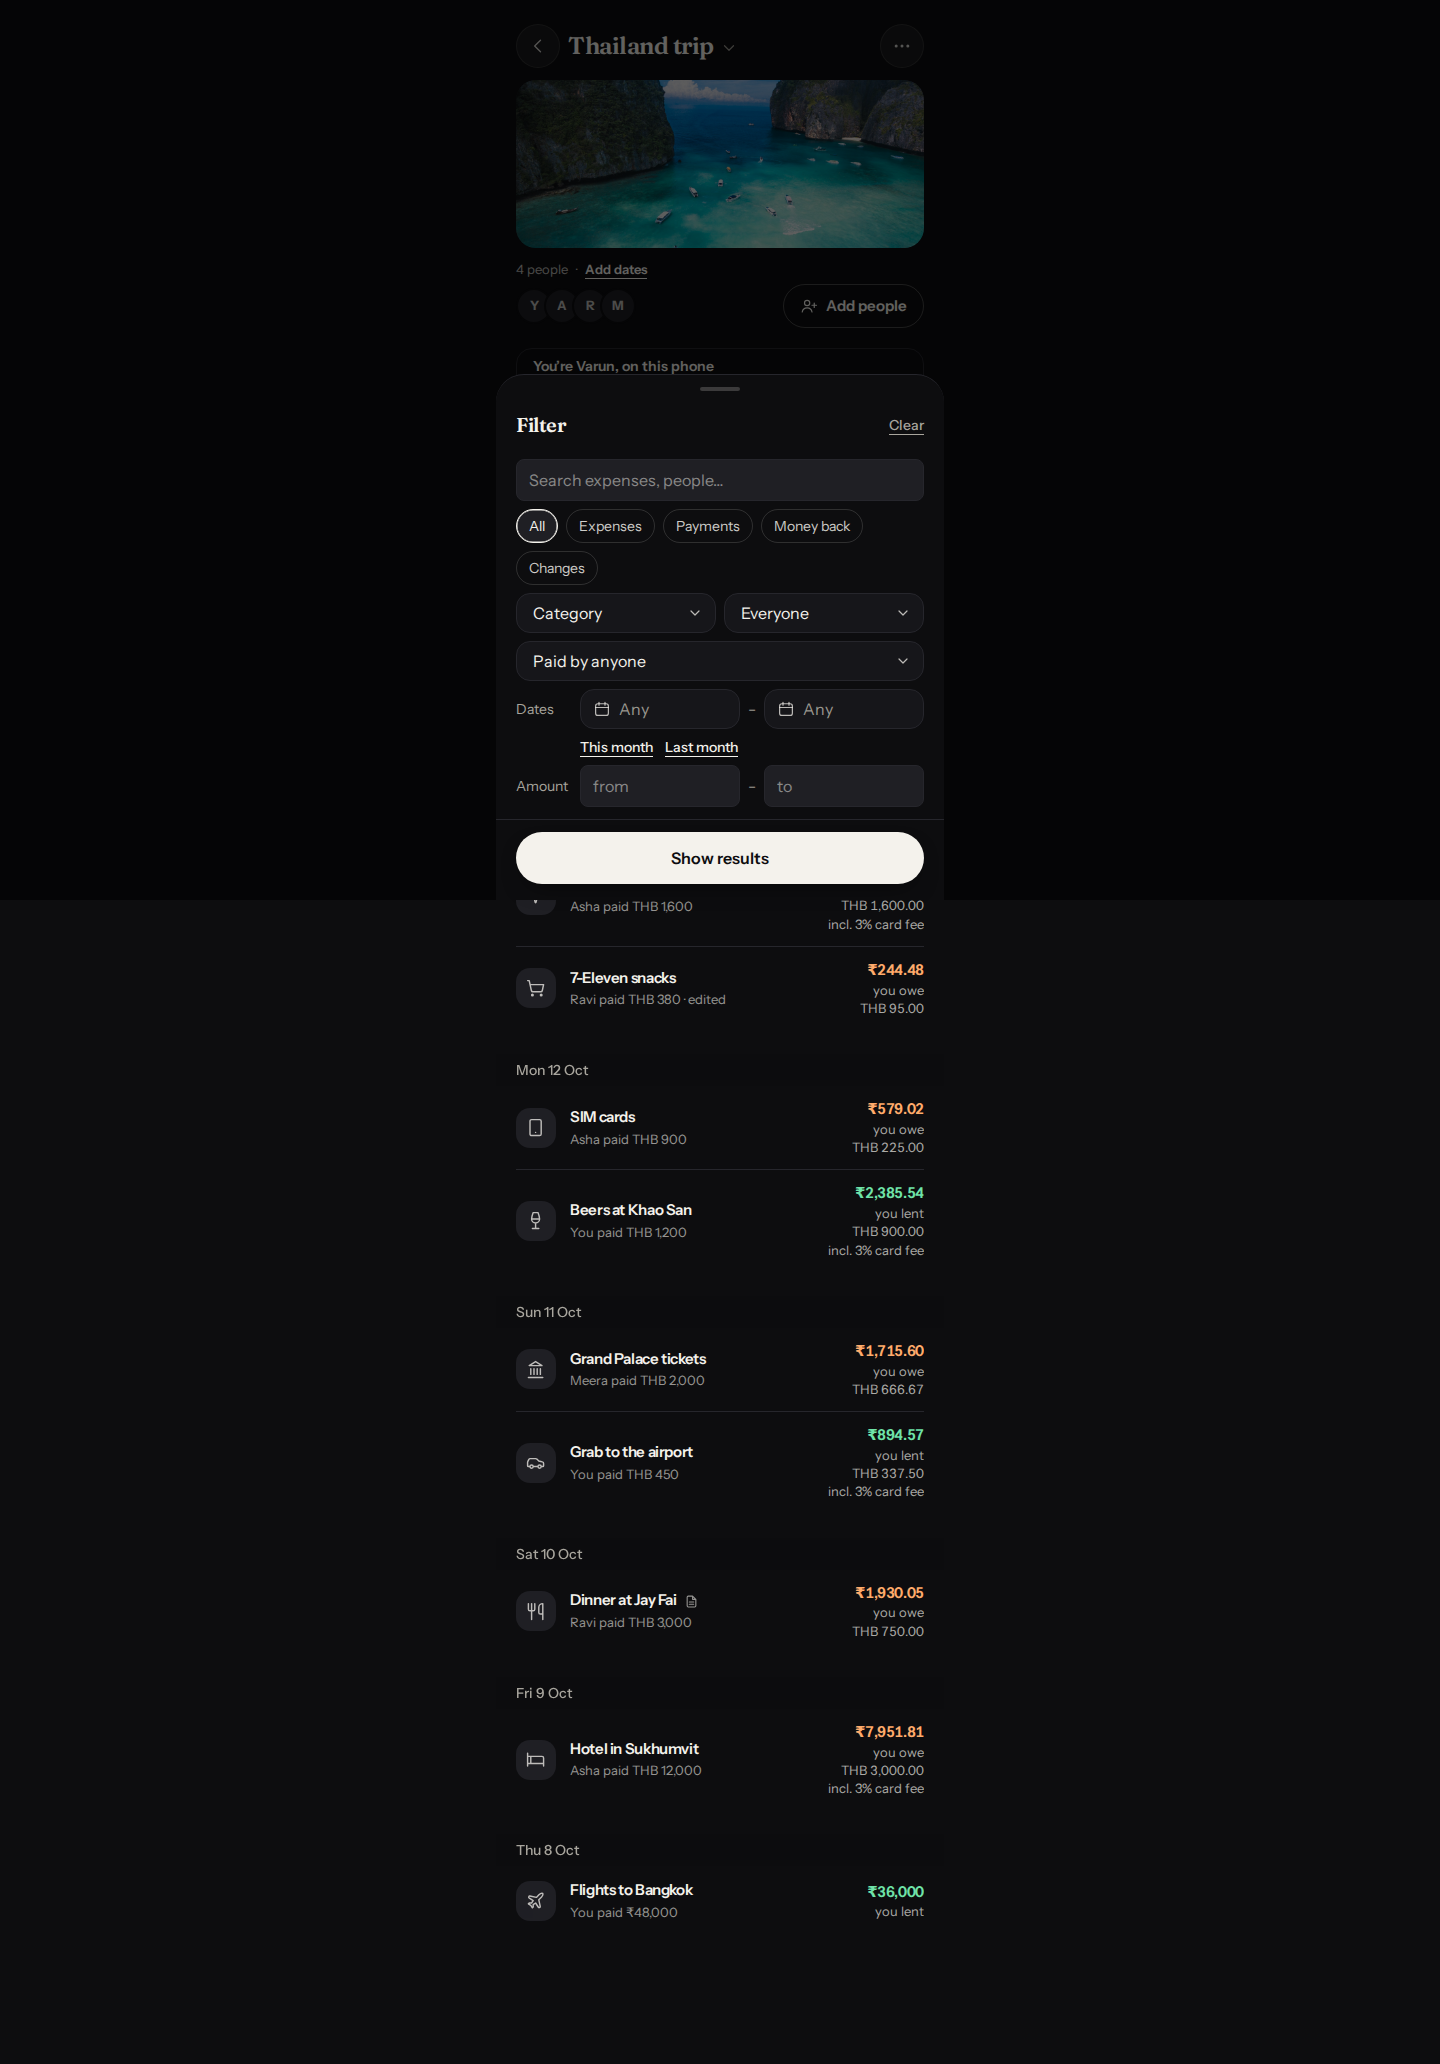 Thailand trip
4 people · Add dates
Y A R M
Add people
You're Varun, on this phone
Filter
Clear
Search expenses, people...
All Expenses Payments Money back
Changes
Category Everyone
Paid by anyone
Dates Any - Any
This month Last month
Amount from - to
Show results
Asha paid THB 1,600
THB 1,600.00
incl. 3% card fee
7-Eleven snacks
Ravi paid THB 380 · edited
₹244.48
you owe
THB 95.00
Mon 12 Oct
SIM cards
Asha paid THB 900
₹579.02
you owe
THB 225.00
Beers at Khao San
You paid THB 1,200
₹2,385.54
you lent
THB 900.00
incl. 3% card fee
Sun 11 Oct
Grand Palace tickets
Meera paid THB 2,000
₹1,715.60
you owe
THB 666.67
Grab to the airport
You paid THB 450
₹894.57
you lent
THB 337.50
incl. 3% card fee
Sat 10 Oct
Dinner at Jay Fai
Ravi paid THB 3,000
₹1,930.05
you owe
THB 750.00
Fri 9 Oct
Hotel in Sukhumvit
Asha paid THB 12,000
₹7,951.81
you owe
THB 3,000.00
incl. 3% card fee
Thu 8 Oct
Flights to Bangkok
You paid ₹48,000
₹36,000
you lent